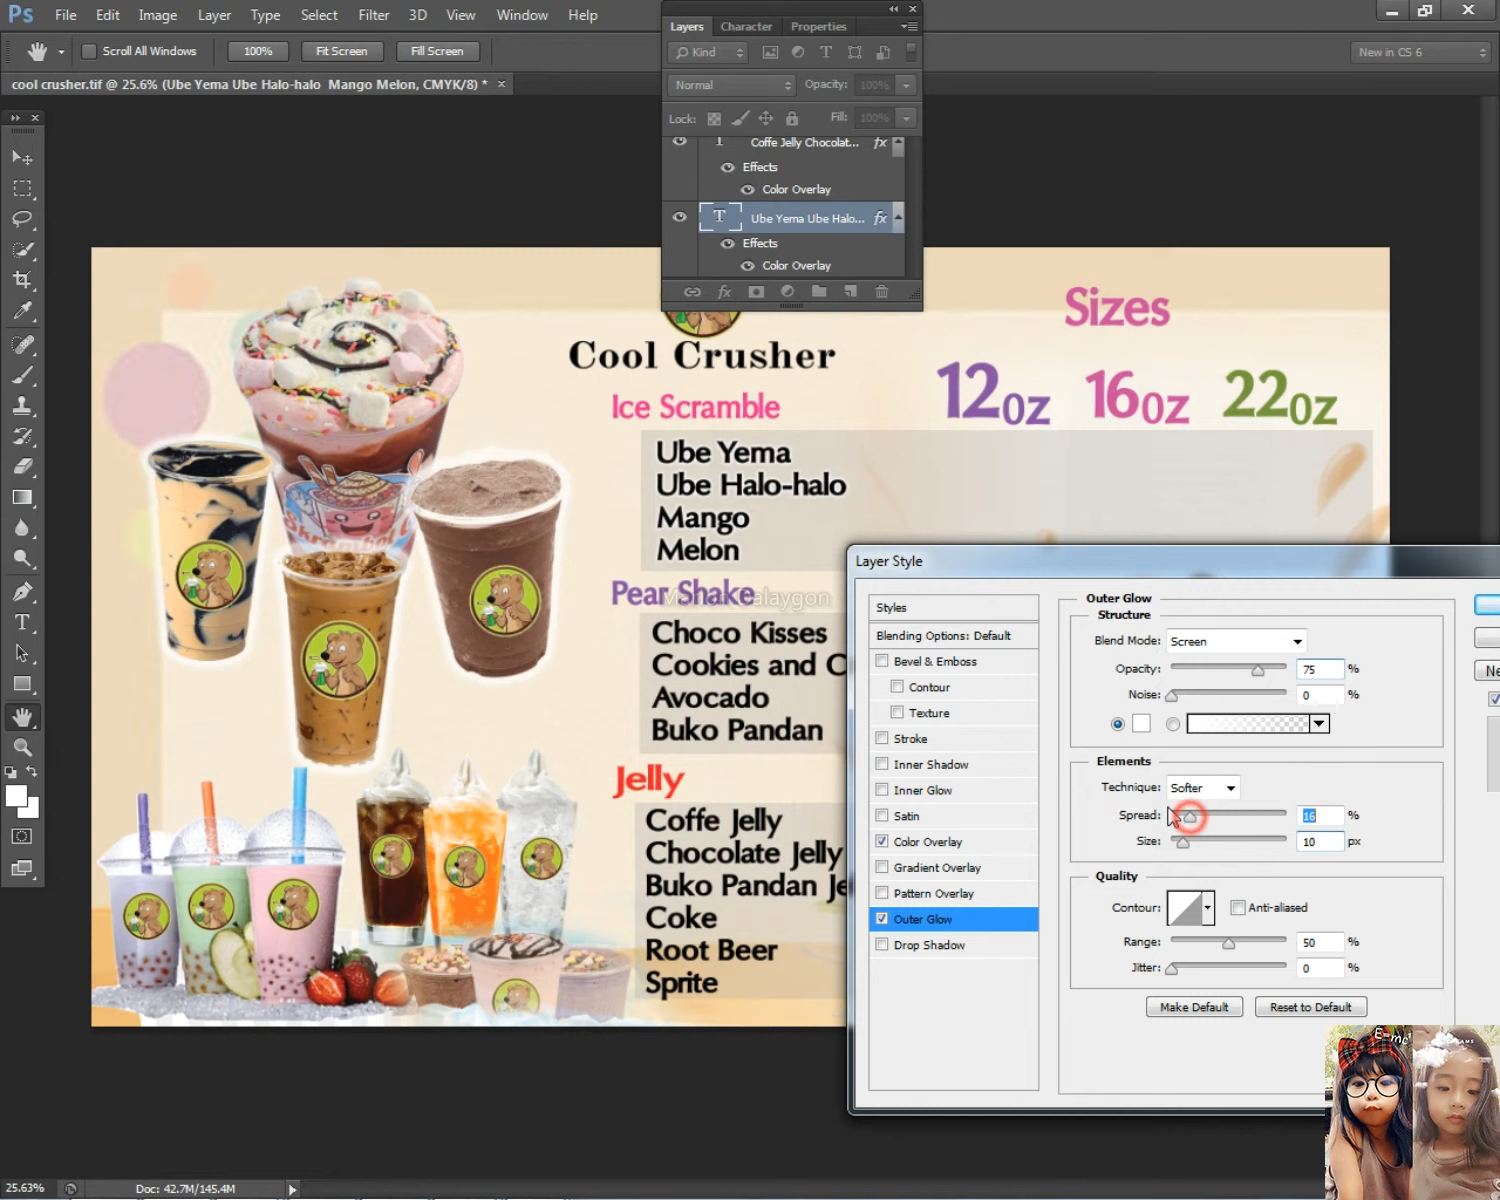 Ps File Edit Image Layer Type Select Filter 3D View Window Help
Scroll All Windows 100% Fit Screen Fill Screen
New in CS 6
cool crusher.tif @ 25.6% (Ube Yema Ube Halo-halo Mango Melon, CMYK/8) * ×
Layers Character Properties
Kind
Normal Opacity: 100%
Lock: Fill: 100%
Coffe Jelly Chocolat... fx
Effects
Color Overlay
T Ube Yema Ube Halo... fx
Effects
Color Overlay
fx
Cool Crusher
Sizes
12oz 16oz 22oz
Ice Scramble
Ube Yema
Ube Halo-halo
Mango
Melon
Pear Shake
Choco Kisses
Cookies and C
Avocado
Buko Pandan
Jelly
Coffe Jelly
Chocolate Jelly
Buko Pandan Je
Coke
Root Beer
Sprite
Layer Style
Styles
Blending Options: Default
Bevel & Emboss
Contour
Texture
Stroke
Inner Shadow
Inner Glow
Satin
Color Overlay
Gradient Overlay
Pattern Overlay
Outer Glow
Drop Shadow
Outer Glow
Structure
Blend Mode: Screen
Opacity: 75 %
Noise: 0 %
Elements
Technique: Softer
Spread: 16 %
Size: 10 px
Quality
Contour: Anti-aliased
Range: 50 %
Jitter: 0 %
Make Default Reset to Default
Ne
E=mc²
25.63% Doc: 42.7M/145.4M